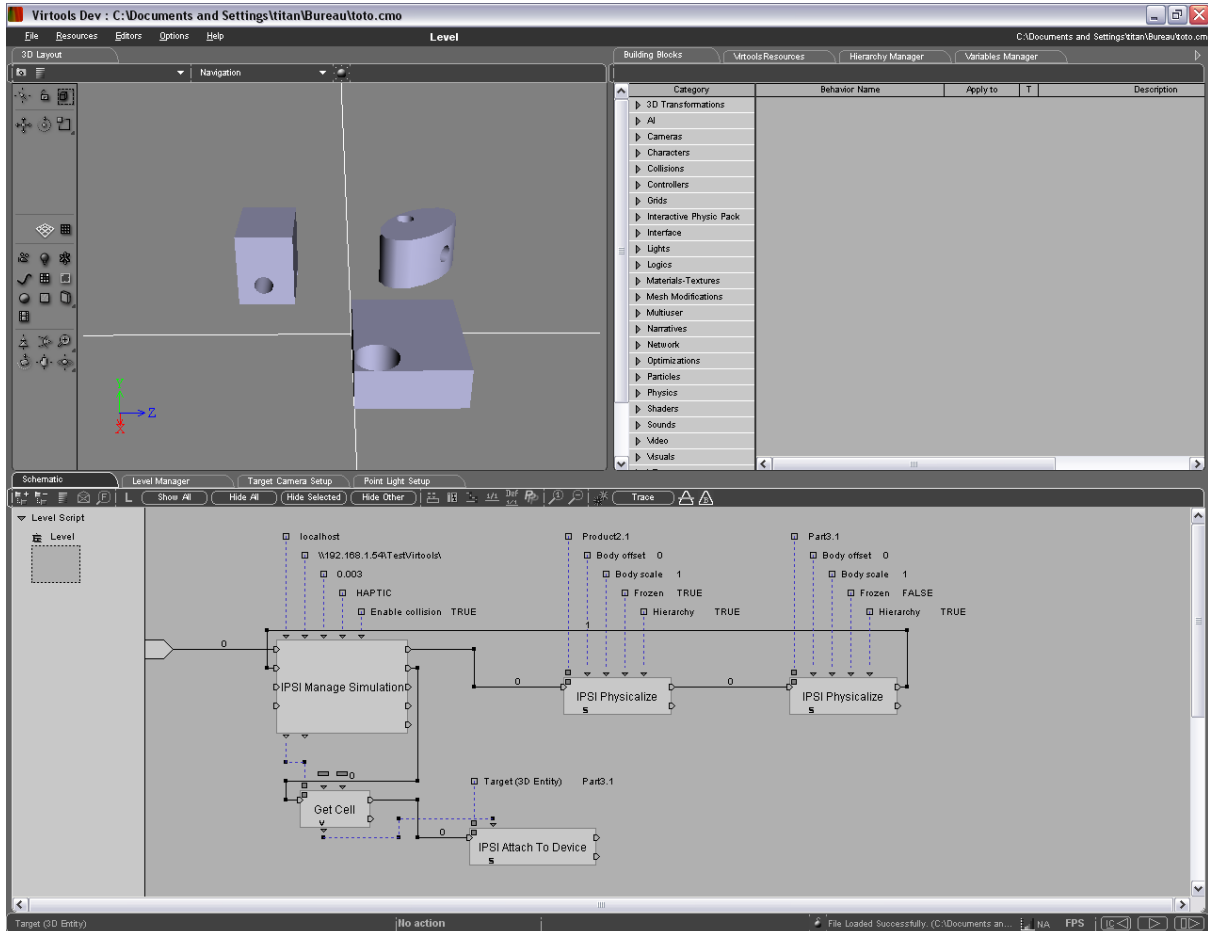 Virtools Dev : C:\Documents and Settings\titan\Bureau\toto.cmo
File Resources Editors Options Help Level C:\Documents and Settings\titan\Bureau\toto.cm
3D Layout
Navigation
Building Blocks Virtools Resources Hierarchy Manager Variables Manager
Category Behavior Name Apply to T Description
3D Transformations
AI
Cameras
Characters
Collisions
Controllers
Grids
Interactive Physic Pack
Interface
Lights
Logics
Materials-Textures
Mesh Modifications
Multiuser
Narratives
Network
Optimizations
Particles
Physics
Shaders
Sounds
Video
Visuals
Y
Z
X
Schematic Level Manager Target Camera Setup Point Light Setup
L Show All Hide All Hide Selected Hide Other 1/1 Def 1/1 Trace
Level Script
Level
localhost Product2.1 Part3.1
\\192.168.1.54\TestVirtools\ Body offset 0 Body offset 0
0.003 Body scale 1 Body scale 1
HAPTIC Frozen TRUE Frozen FALSE
Enable collision TRUE Hierarchy TRUE Hierarchy TRUE
1
0
IPSI Manage Simulation 0 IPSI Physicalize 0 IPSI Physicalize
S S
0
Target (3D Entity) Part3.1
Get Cell
V
0
IPSI Attach To Device
S
Target (3D Entity) No action File Loaded Successfully. (C:\Documents an... NA FPS IC